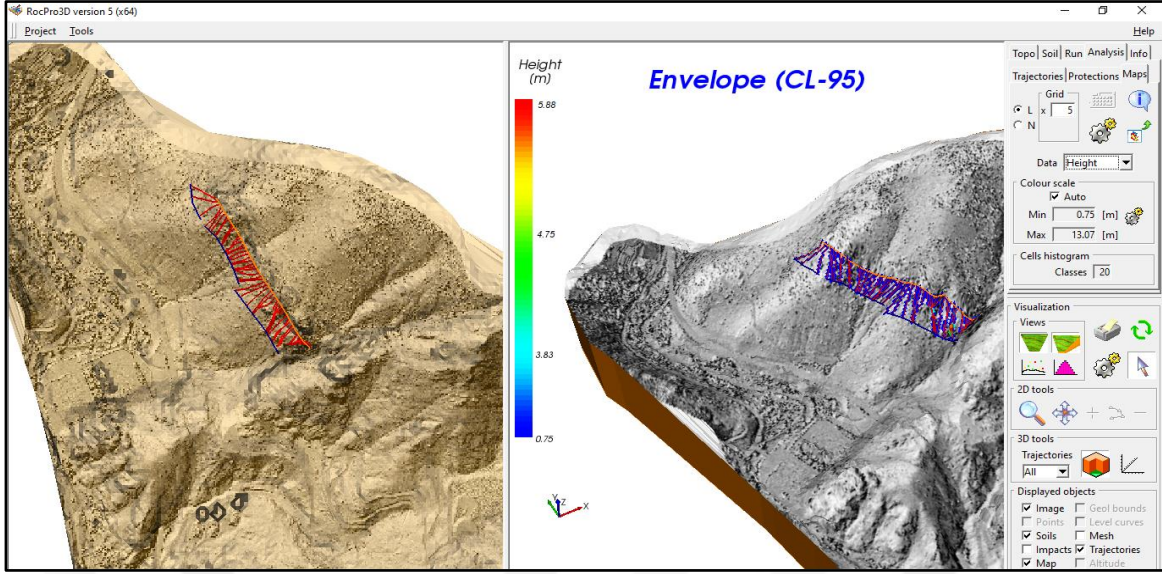 RocPro3D version 5 (x64)
Project Tools Help
Height
(m)
5.88
4.75
3.83
0.75
Envelope (CL-95)
Y Z X
Topo Soil Run Analysis Info
Trajectories Protections Maps
Grid
L x 5
N
Data Height
Colour scale
Auto
Min 0.75 [m]
Max 13.07 [m]
Cells histogram
Classes 20
Visualization
Views
2D tools
3D tools
Trajectories
All
Displayed objects
Image Geol bounds
Points Level curves
Soils Mesh
Impacts Trajectories
Map Altitude